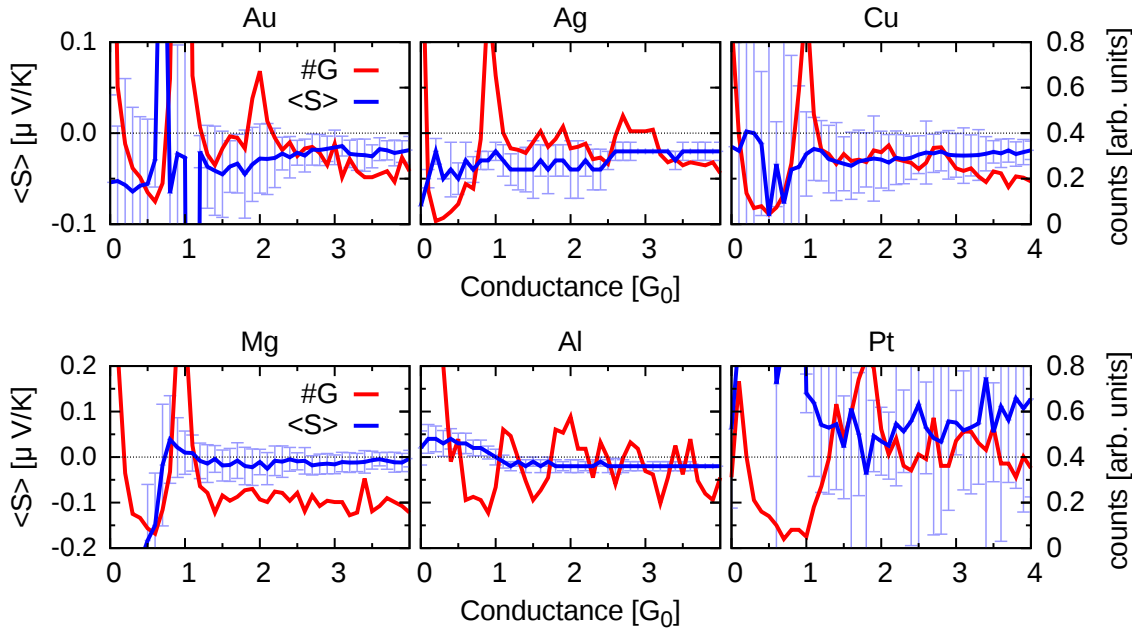 Au Ag Cu
0.1 0.8
#G
<S>
0.6
<S> [µ V/K]
0.0 0.4
counts [arb. units]
0.2
-0.1 0
0 1 2 3 0 1 2 3 0 1 2 3 4
Conductance [G0]
Mg Al Pt
0.2 0.8
#G
<S>
0.1 0.6
<S> [µ V/K]
0.0 0.4
counts [arb. units]
-0.1 0.2
-0.2 0
0 1 2 3 0 1 2 3 0 1 2 3 4
Conductance [G0]